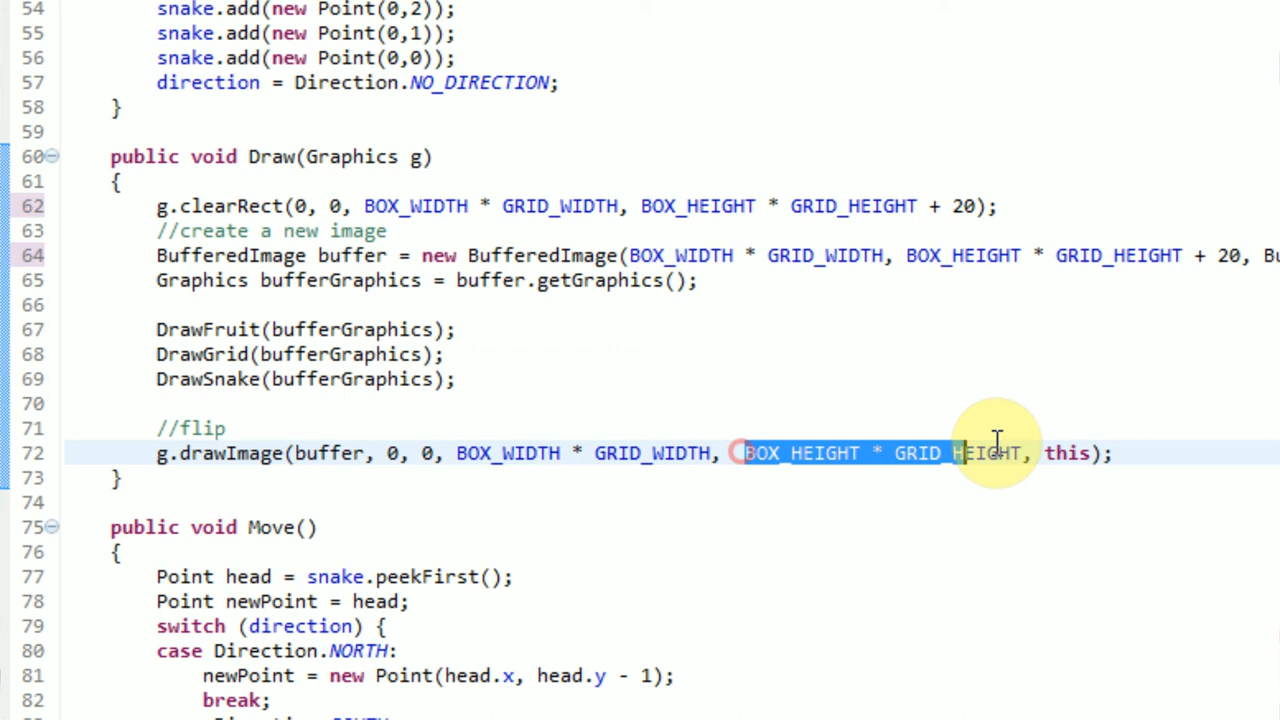 54 snake.add(new Point(0,2));
55 snake.add(new Point(0,1));
56 snake.add(new Point(0,0));
57 direction = Direction.NO_DIRECTION;
58 }
59
60 public void Draw(Graphics g)
61 {
62 g.clearRect(0, 0, BOX_WIDTH * GRID_WIDTH, BOX_HEIGHT * GRID_HEIGHT + 20);
63 //create a new image
64 BufferedImage buffer = new BufferedImage(BOX_WIDTH * GRID_WIDTH, BOX_HEIGHT * GRID_HEIGHT + 20, Bu
65 Graphics bufferGraphics = buffer.getGraphics();
66
67 DrawFruit(bufferGraphics);
68 DrawGrid(bufferGraphics);
69 DrawSnake(bufferGraphics);
70
71 //flip
72 g.drawImage(buffer, 0, 0, BOX_WIDTH * GRID_WIDTH, BOX_HEIGHT * GRID_HEIGHT, this);
73 }
74
75 public void Move()
76 {
77 Point head = snake.peekFirst();
78 Point newPoint = head;
79 switch (direction) {
80 case Direction.NORTH:
81 newPoint = new Point(head.x, head.y - 1);
82 break;